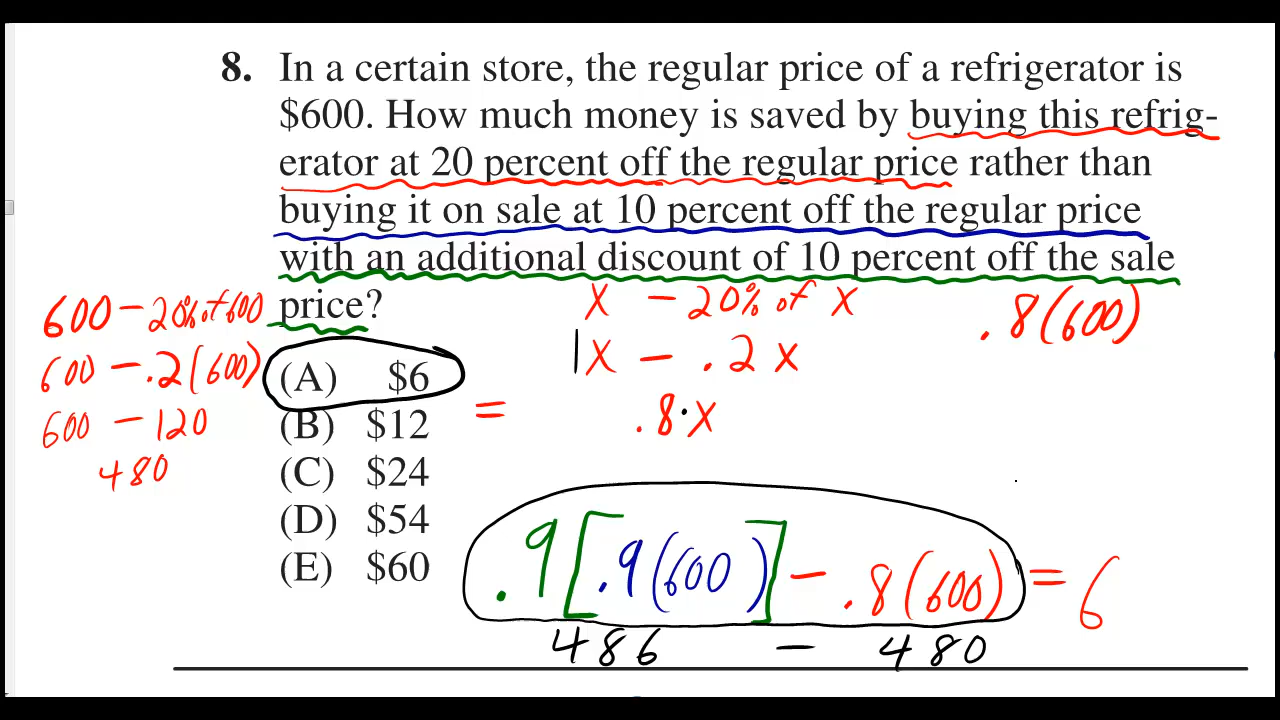 8. In a certain store, the regular price of a refrigerator is
$600. How much money is saved by buying this refrig-
erator at 20 percent off the regular price rather than
buying it on sale at 10 percent off the regular price
with an additional discount of 10 percent off the sale
price?
(A) $6
(B) $12
(C) $24
(D) $54
(E) $60
600 - 20% of 600
600 - .2(600)
600 - 120
480
x - 20% of x
1x - .2x
= .8·x
.8(600)
.9[.9(600)] - .8(600) = 6
486 - 480